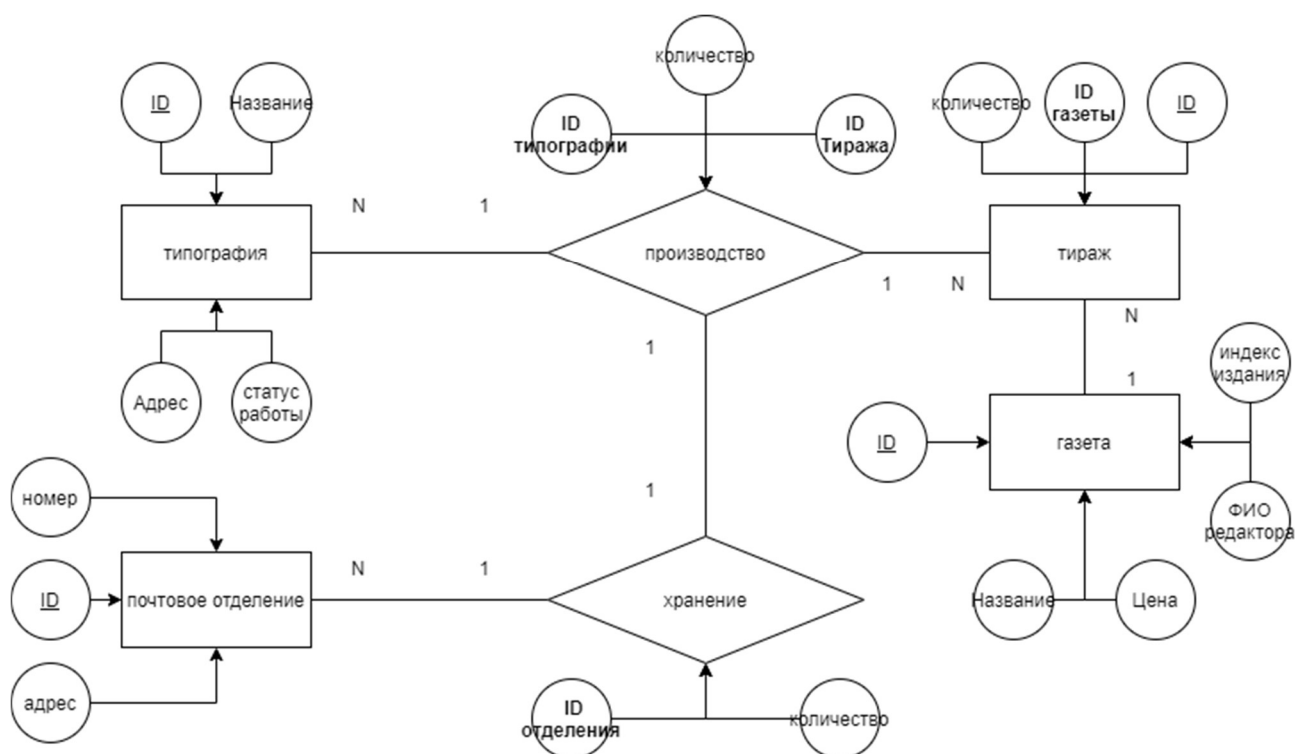 количество
ID
Название
ID
типографии
ID
Тиража
количество
ID
газеты
ID
N
1
типография
производство
тираж
1
N
1
N
Адрес
статус
работы
1
индекс
издания
ID
газета
номер
1
ФИО
редактора
N
1
ID
почтовое отделение
хранение
Название
Цена
адрес
ID
отделения
количество